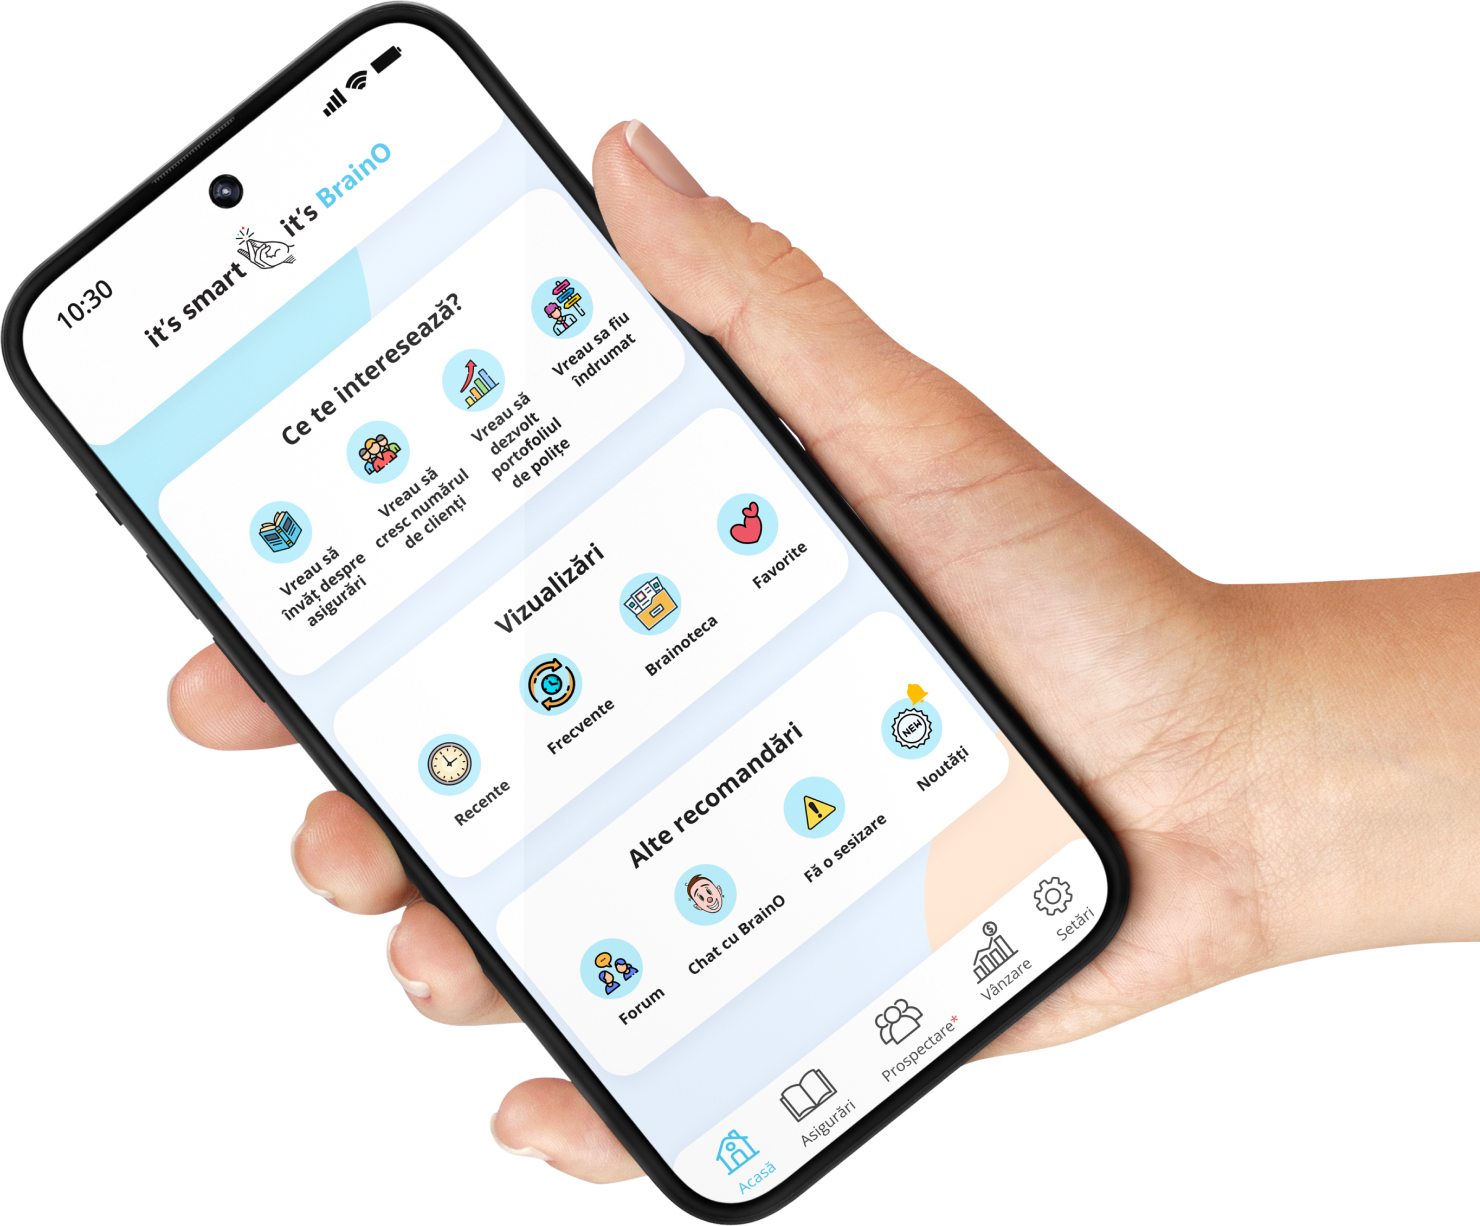 10:30
it's smart it's BrainO
Ce te interesează?
Vreau să
învăț despre
asigurări
Vreau să
cresc numărul
de clienți
Vreau să
dezvolt
portofoliul
de polițe
Vreau sa fiu
îndrumat
Vizualizări
Recente
Frecvente
Brainoteca
Favorite
Alte recomandări
Forum
Chat cu BrainO
Fă o sesizare
NEW
Noutăți
Acasă
Asigurări
Prospectare*
$
Vânzare
Setări